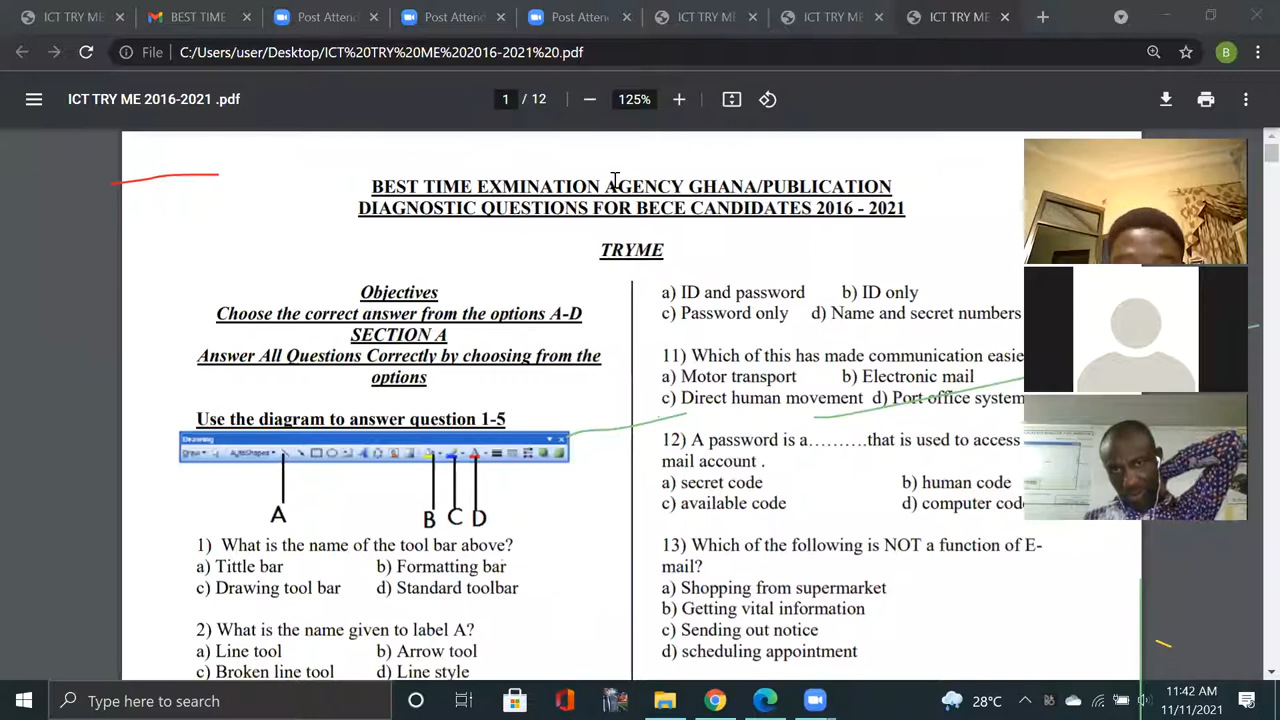 ICT TRY ME
BEST TIME
Post Attend
Post Attend
Post Attend
ICT TRY ME
ICT TRY ME
ICT TRY ME
File
C:/Users/user/Desktop/ICT%20TRY%20ME%202016-2021%20.pdf
B
ICT TRY ME 2016-2021 .pdf
1 / 12
125%
BEST TIME EXMINATION AGENCY GHANA/PUBLICATION
DIAGNOSTIC QUESTIONS FOR BECE CANDIDATES 2016 - 2021
TRYME
Objectives
Choose the correct answer from the options A-D
SECTION A
Answer All Questions Correctly by choosing from the
options
Use the diagram to answer question 1-5
Drawing
Draw AutoShapes
A
B C D
1) What is the name of the tool bar above?
a) Tittle bar b) Formatting bar
c) Drawing tool bar d) Standard toolbar
2) What is the name given to label A?
a) Line tool b) Arrow tool
c) Broken line tool d) Line style
a) ID and password b) ID only
c) Password only d) Name and secret numbers
11) Which of this has made communication easie
a) Motor transport b) Electronic mail
c) Direct human movement d) Port office system
12) A password is a……….that is used to access
mail account .
a) secret code b) human code
c) available code d) computer cod
13) Which of the following is NOT a function of E-
mail?
a) Shopping from supermarket
b) Getting vital information
c) Sending out notice
d) scheduling appointment
Type here to search
28°C
11:42 AM
11/11/2021